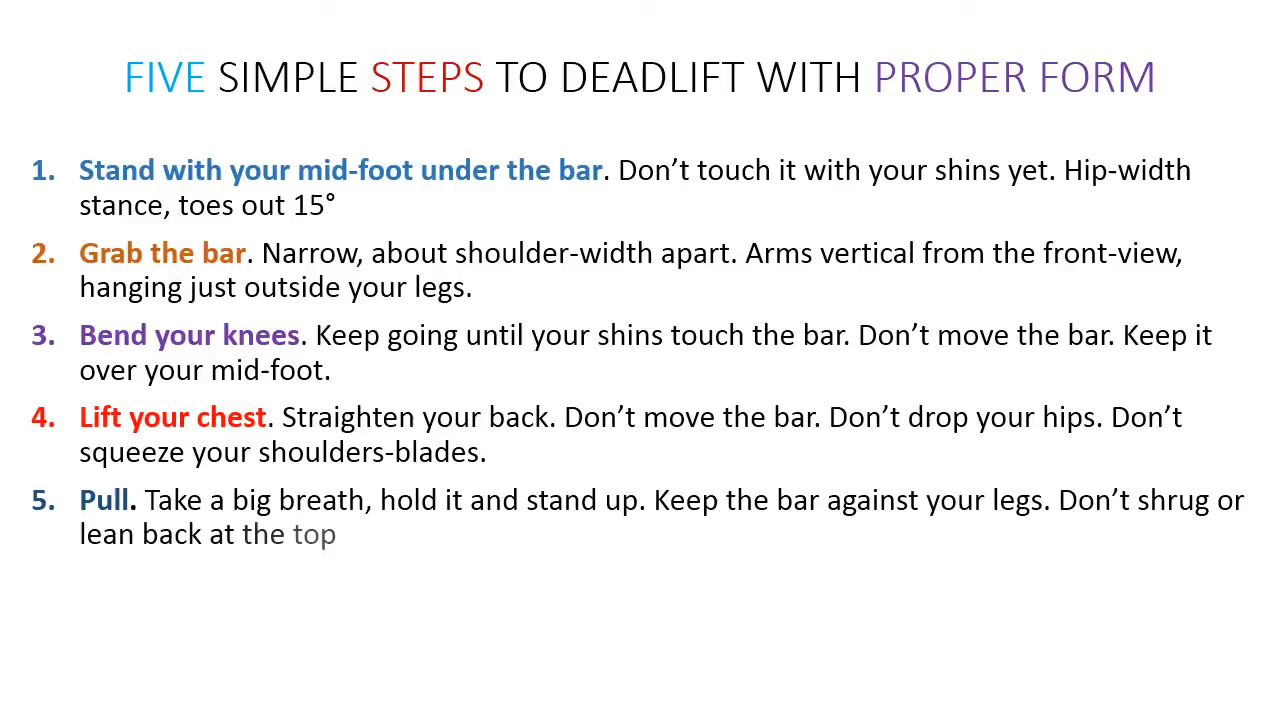 FIVE SIMPLE STEPS TO DEADLIFT WITH PROPER FORM
1. Stand with your mid-foot under the bar. Don’t touch it with your shins yet. Hip-width
stance, toes out 15°
2. Grab the bar. Narrow, about shoulder-width apart. Arms vertical from the front-view,
hanging just outside your legs.
3. Bend your knees. Keep going until your shins touch the bar. Don’t move the bar. Keep it
over your mid-foot.
4. Lift your chest. Straighten your back. Don’t move the bar. Don’t drop your hips. Don’t
squeeze your shoulders-blades.
5. Pull. Take a big breath, hold it and stand up. Keep the bar against your legs. Don’t shrug or
lean back at the top